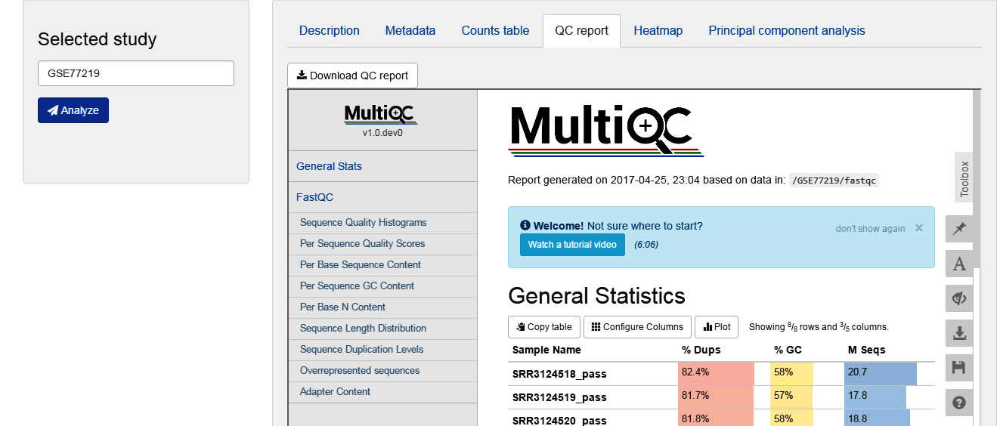 Selected study
GSE77219
Analyze
Description Metadata Counts table QC report Heatmap Principal component analysis
Download QC report
MultiQC
v1.0.dev0
General Stats
FastQC
Sequence Quality Histograms
Per Sequence Quality Scores
Per Base Sequence Content
Per Sequence GC Content
Per Base N Content
Sequence Length Distribution
Sequence Duplication Levels
Overrepresented sequences
Adapter Content
MultiQC
Report generated on 2017-04-25, 23:04 based on data in: /GSE77219/fastqc
Toolbox
Welcome! Not sure where to start? don't show again ×
Watch a tutorial video (6:06)
General Statistics
Copy table Configure Columns Plot Showing 8/8 rows and 3/5 columns.
Sample Name % Dups % GC M Seqs
SRR3124518_pass 82.4% 58% 20.7
SRR3124519_pass 81.7% 57% 17.8
SRR3124520_pass 81.8% 58% 18.8